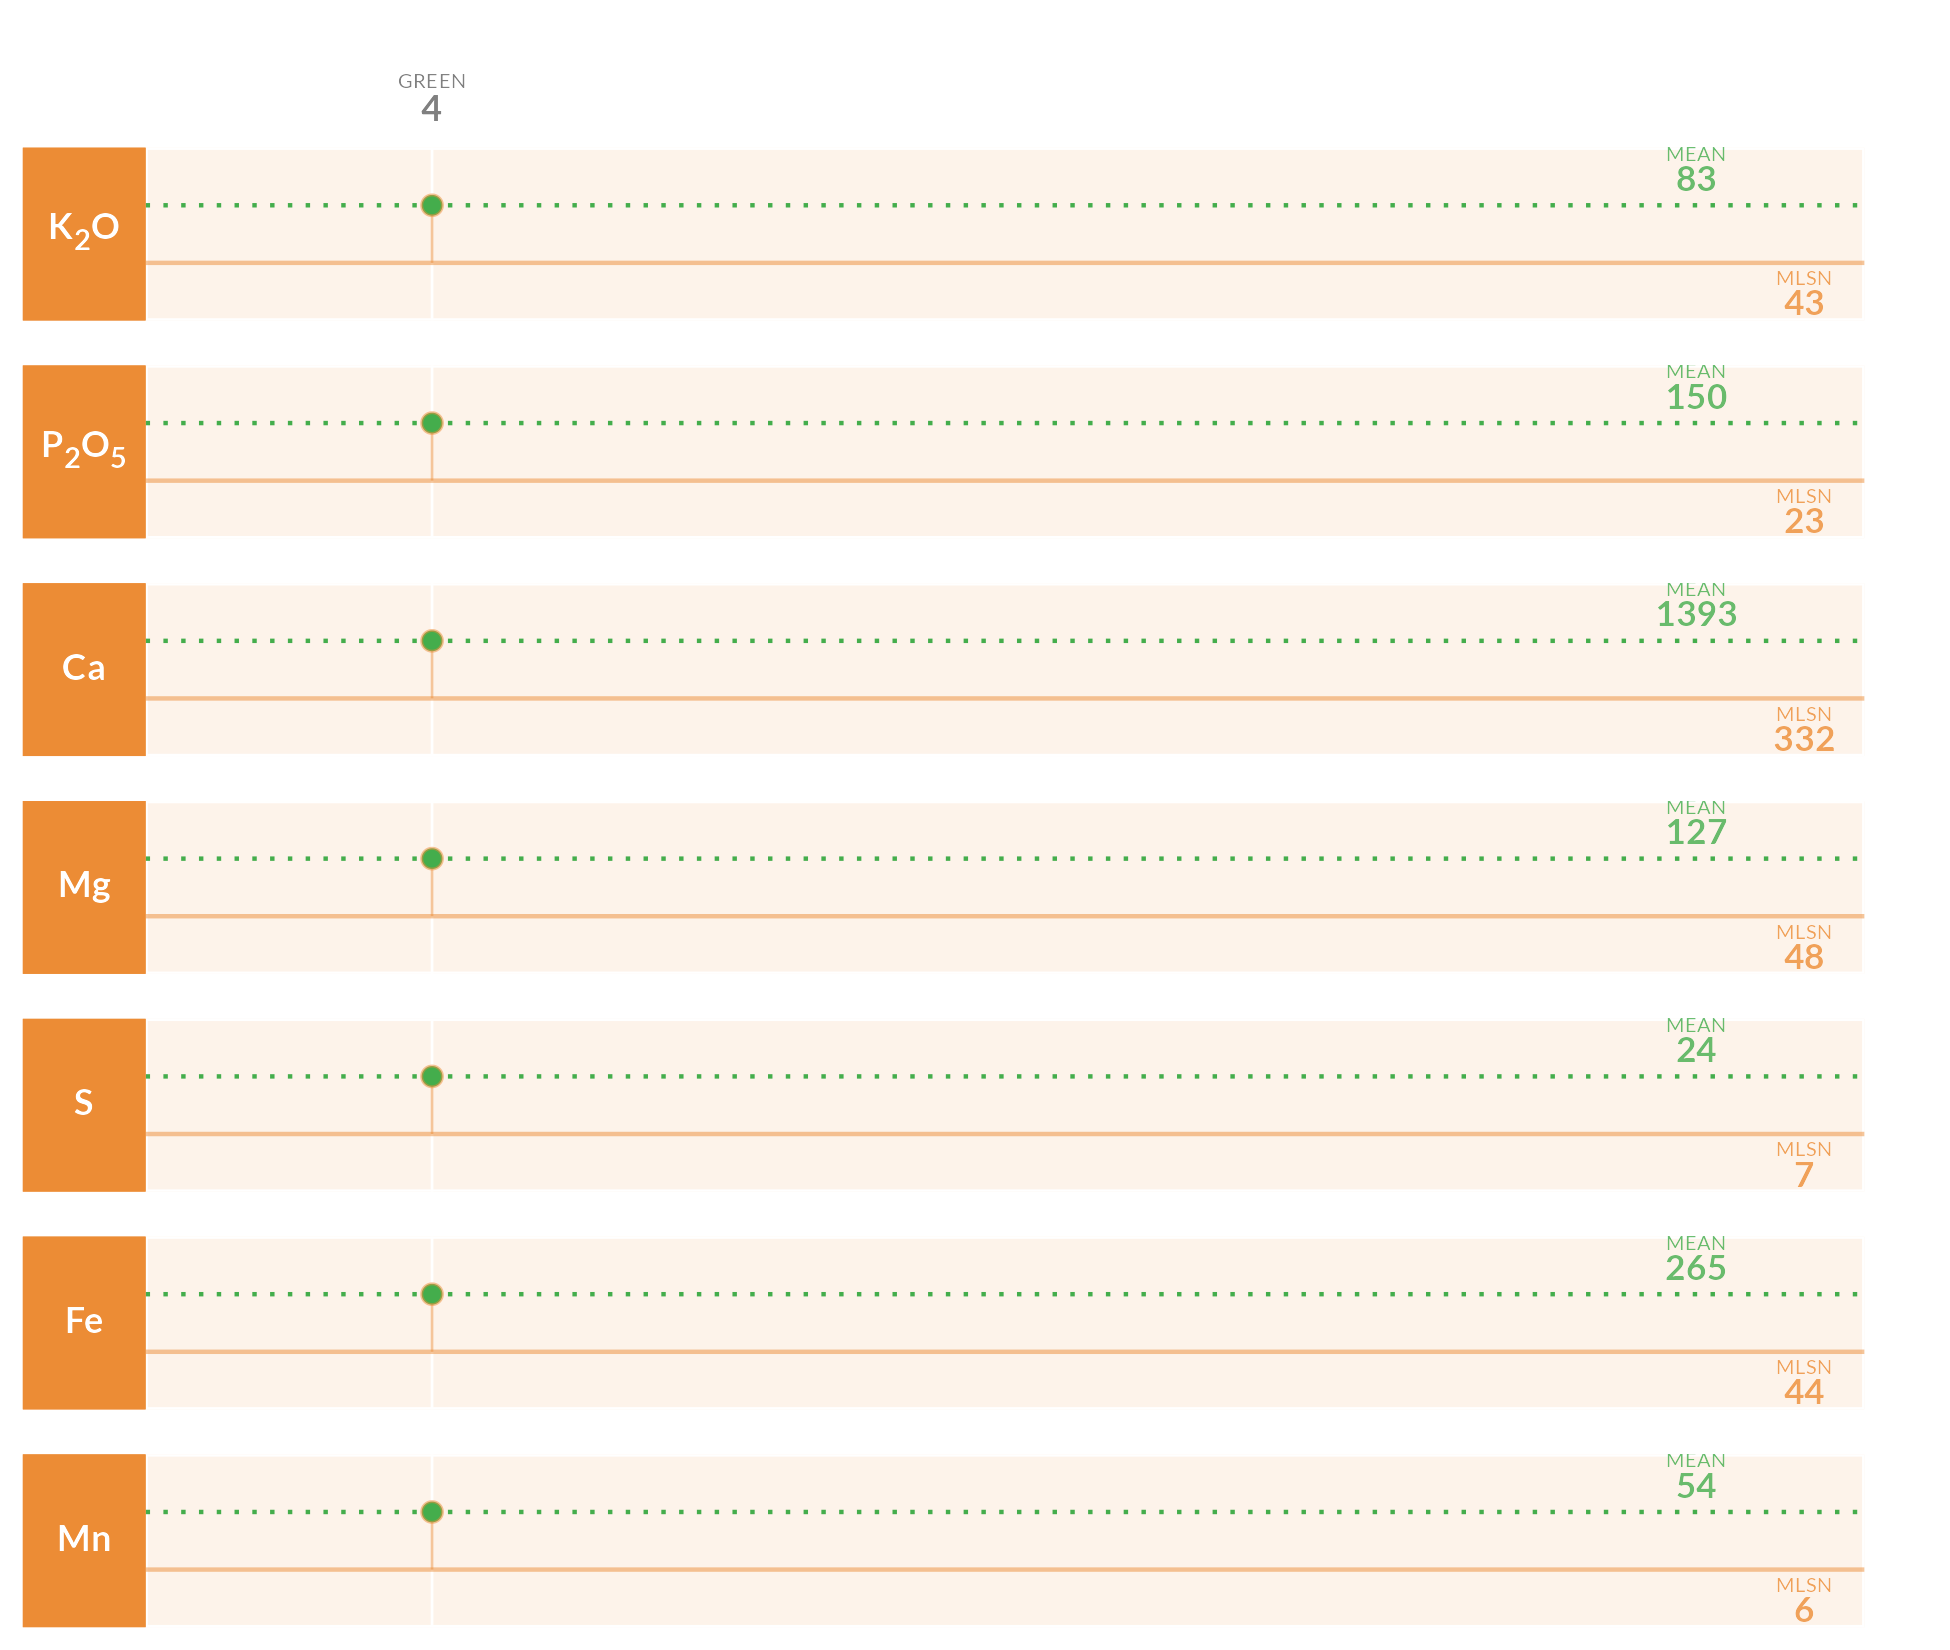 GREEN
4
MEAN
83
K₂O
MLSN
43
MEAN
150
P₂O₅
MLSN
23
MEAN
1393
Ca
MLSN
332
MEAN
127
Mg
MLSN
48
MEAN
24
S
MLSN
7
MEAN
265
Fe
MLSN
44
MEAN
54
Mn
MLSN
6